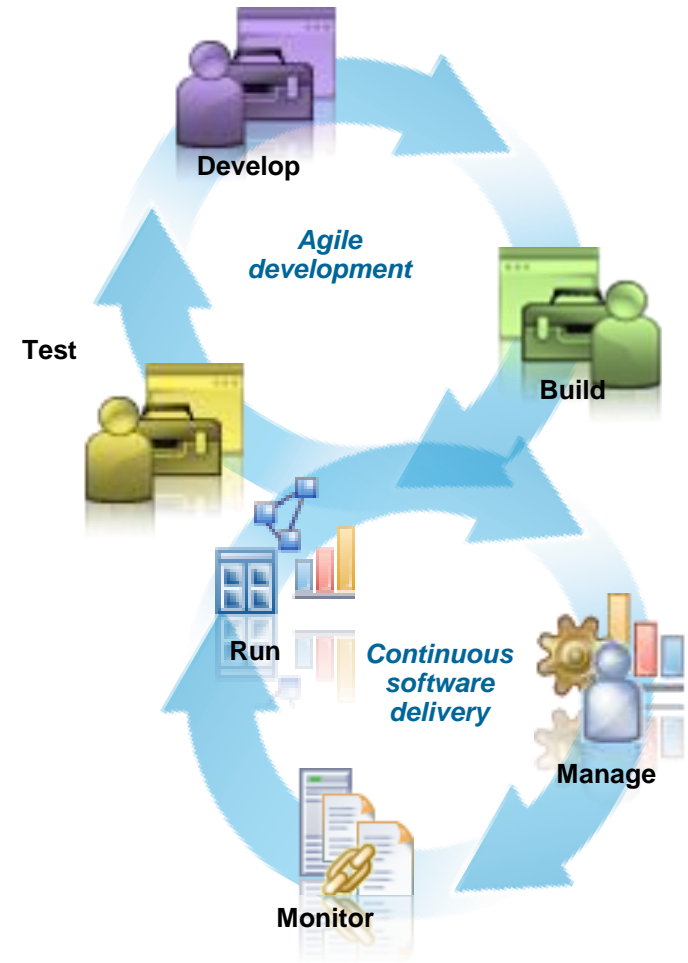 Develop
Agile
development
Test
Build
Run
Continuous
software
delivery
Manage
Monitor